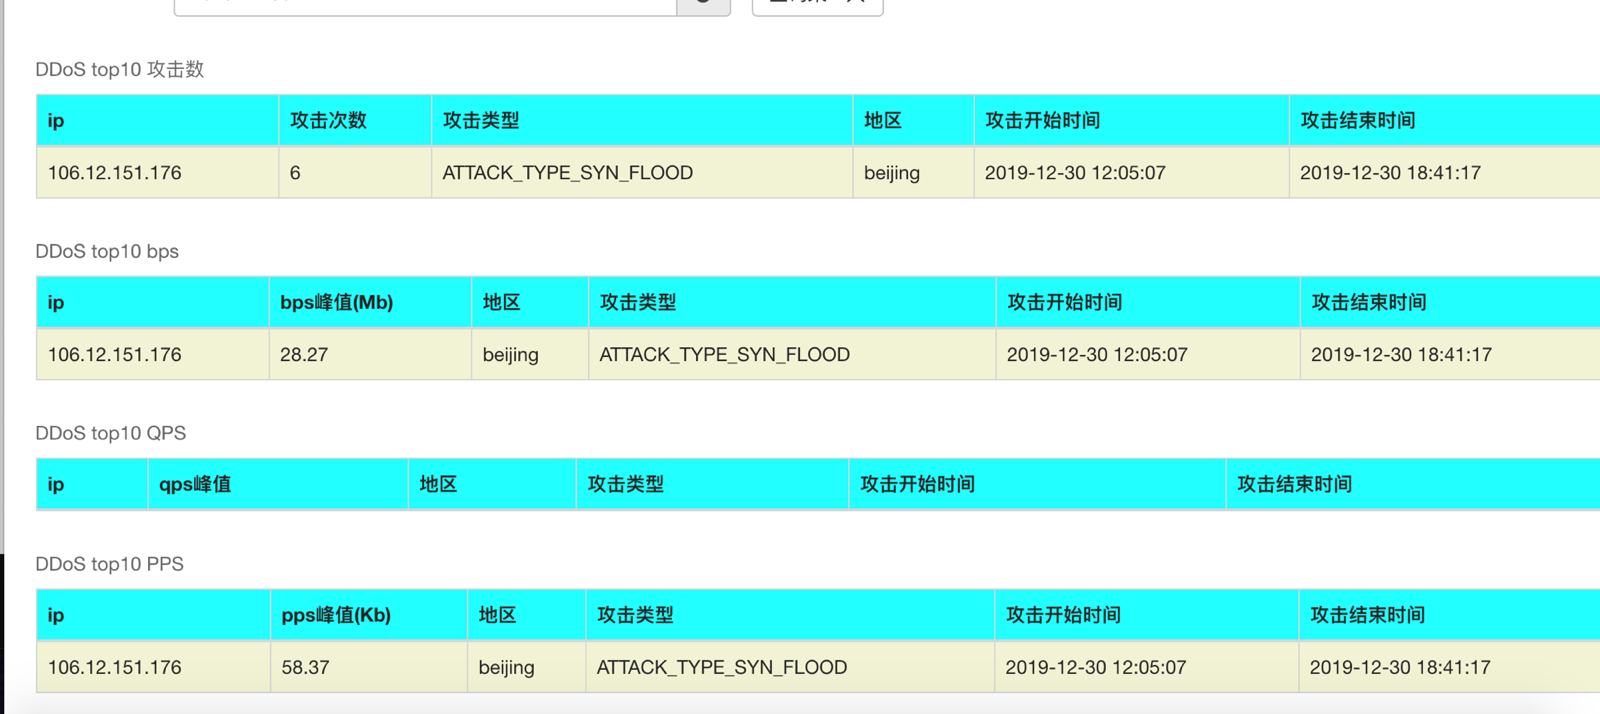 DDoS top10 攻击数
ip 攻击次数 攻击类型 地区 攻击开始时间 攻击结束时间
106.12.151.176 6 ATTACK_TYPE_SYN_FLOOD beijing 2019-12-30 12:05:07 2019-12-30 18:41:17
DDoS top10 bps
ip bps峰值(Mb) 地区 攻击类型 攻击开始时间 攻击结束时间
106.12.151.176 28.27 beijing ATTACK_TYPE_SYN_FLOOD 2019-12-30 12:05:07 2019-12-30 18:41:17
DDoS top10 QPS
ip qps峰值 地区 攻击类型 攻击开始时间 攻击结束时间
DDoS top10 PPS
ip pps峰值(Kb) 地区 攻击类型 攻击开始时间 攻击结束时间
106.12.151.176 58.37 beijing ATTACK_TYPE_SYN_FLOOD 2019-12-30 12:05:07 2019-12-30 18:41:17